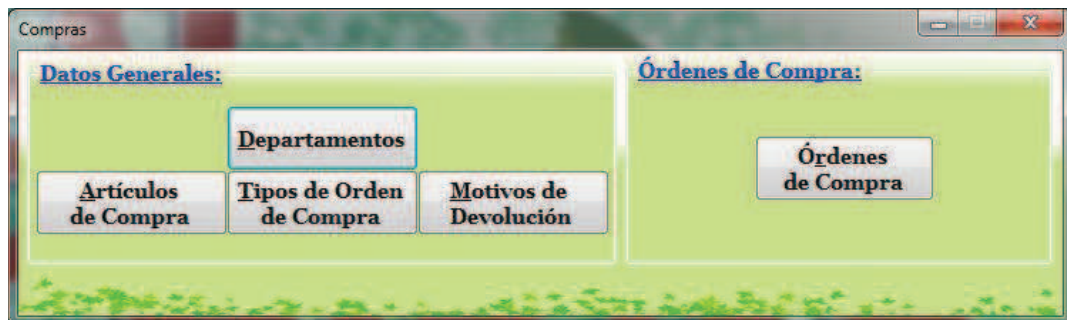 Compras
Datos Generales:
Departamentos
Artículos
de Compra
Tipos de Orden
de Compra
Motivos de
Devolución
Órdenes de Compra:
Órdenes
de Compra